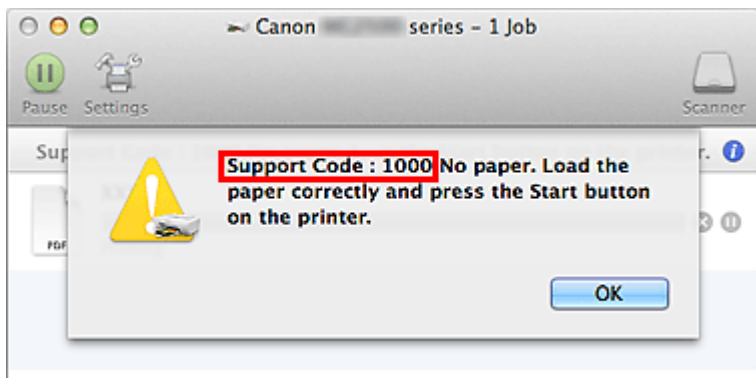 Canon series – 1 Job
Pause Settings Scanner
Sup r.
Support Code : 1000 No paper. Load the
paper correctly and press the Start button
on the printer.
PDF
OK